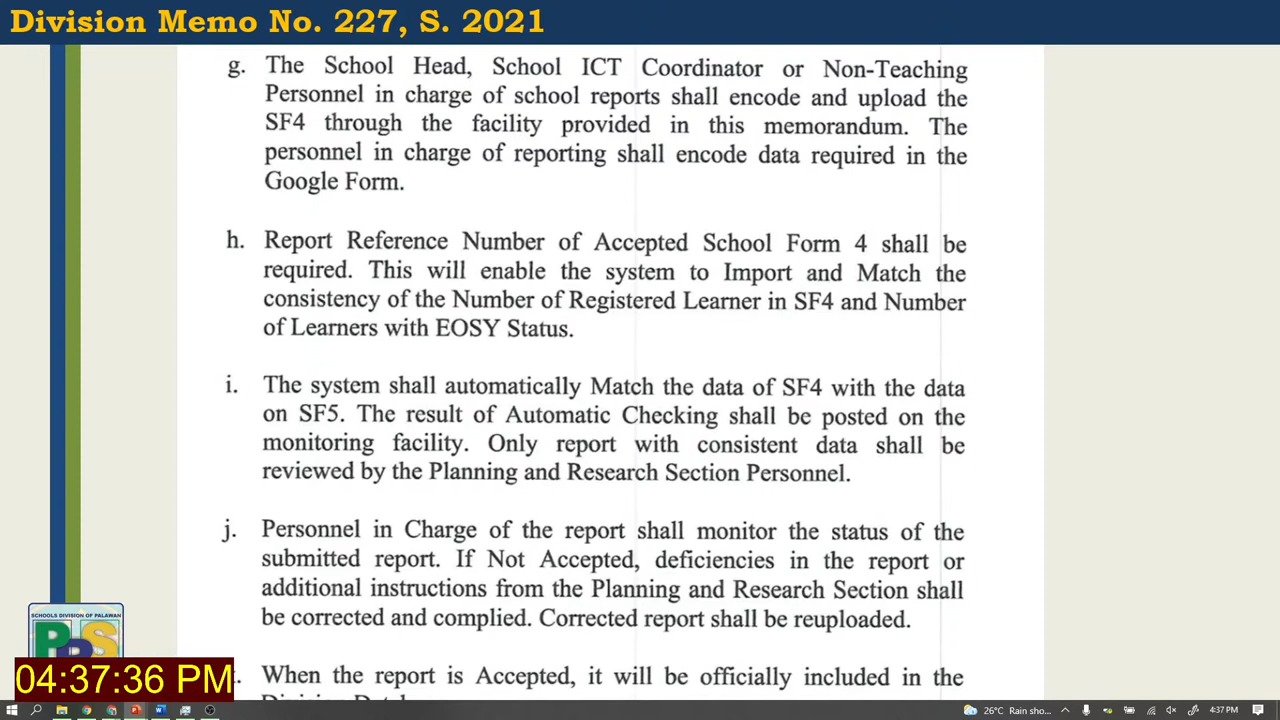 Division Memo No. 227, S. 2021
g. The School Head, School ICT Coordinator or Non-Teaching
Personnel in charge of school reports shall encode and upload the
SF4 through the facility provided in this memorandum. The
personnel in charge of reporting shall encode data required in the
Google Form.
h. Report Reference Number of Accepted School Form 4 shall be
required. This will enable the system to Import and Match the
consistency of the Number of Registered Learner in SF4 and Number
of Learners with EOSY Status.
i. The system shall automatically Match the data of SF4 with the data
on SF5. The result of Automatic Checking shall be posted on the
monitoring facility. Only report with consistent data shall be
reviewed by the Planning and Research Section Personnel.
j. Personnel in Charge of the report shall monitor the status of the
submitted report. If Not Accepted, deficiencies in the report or
additional instructions from the Planning and Research Section shall
be corrected and complied. Corrected report shall be reuploaded.
When the report is Accepted, it will be officially included in the
SCHOOLS DIVISION OF PALAWAN
04:37:36 PM
26°C Rain sho... 4:37 PM